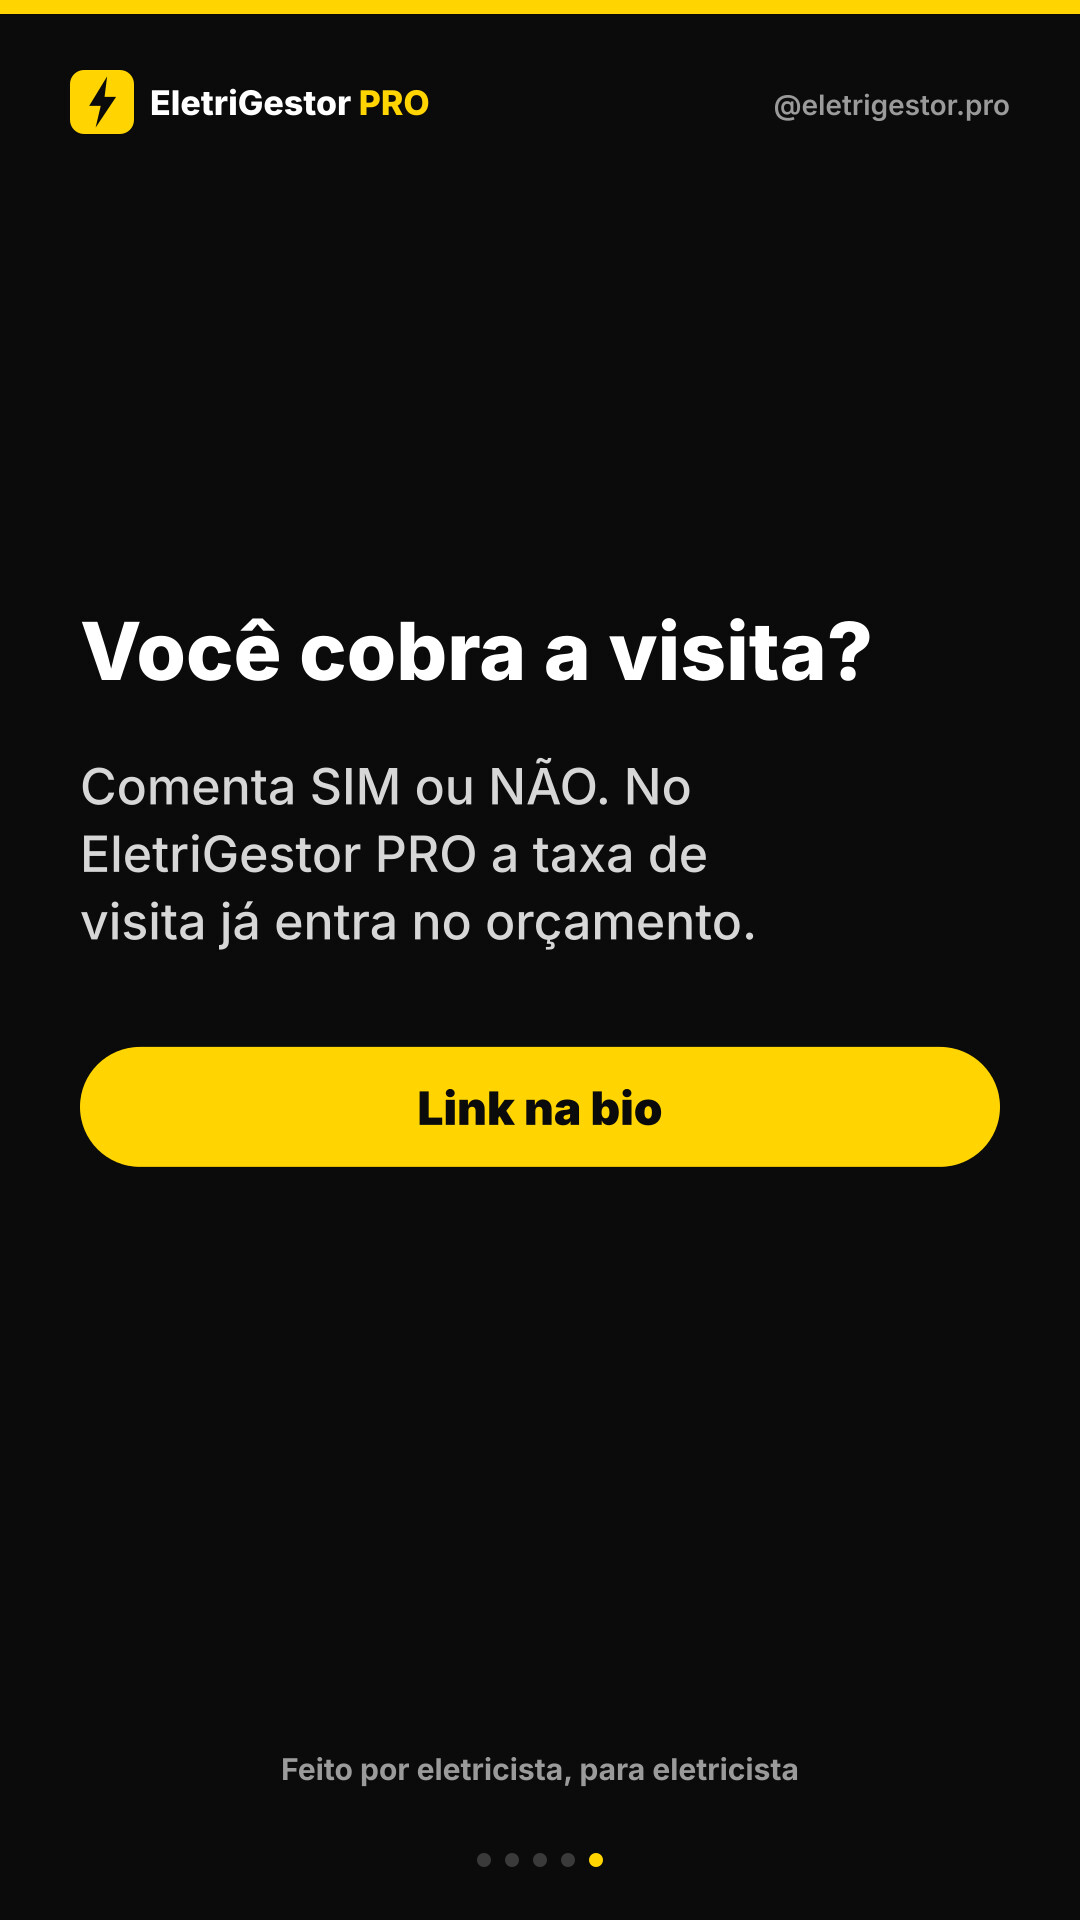 EletriGestor PRO
@eletrigestor.pro
Você cobra a visita?
Comenta SIM ou NÃO. No
EletriGestor PRO a taxa de
visita já entra no orçamento.
Link na bio
Feito por eletricista, para eletricista